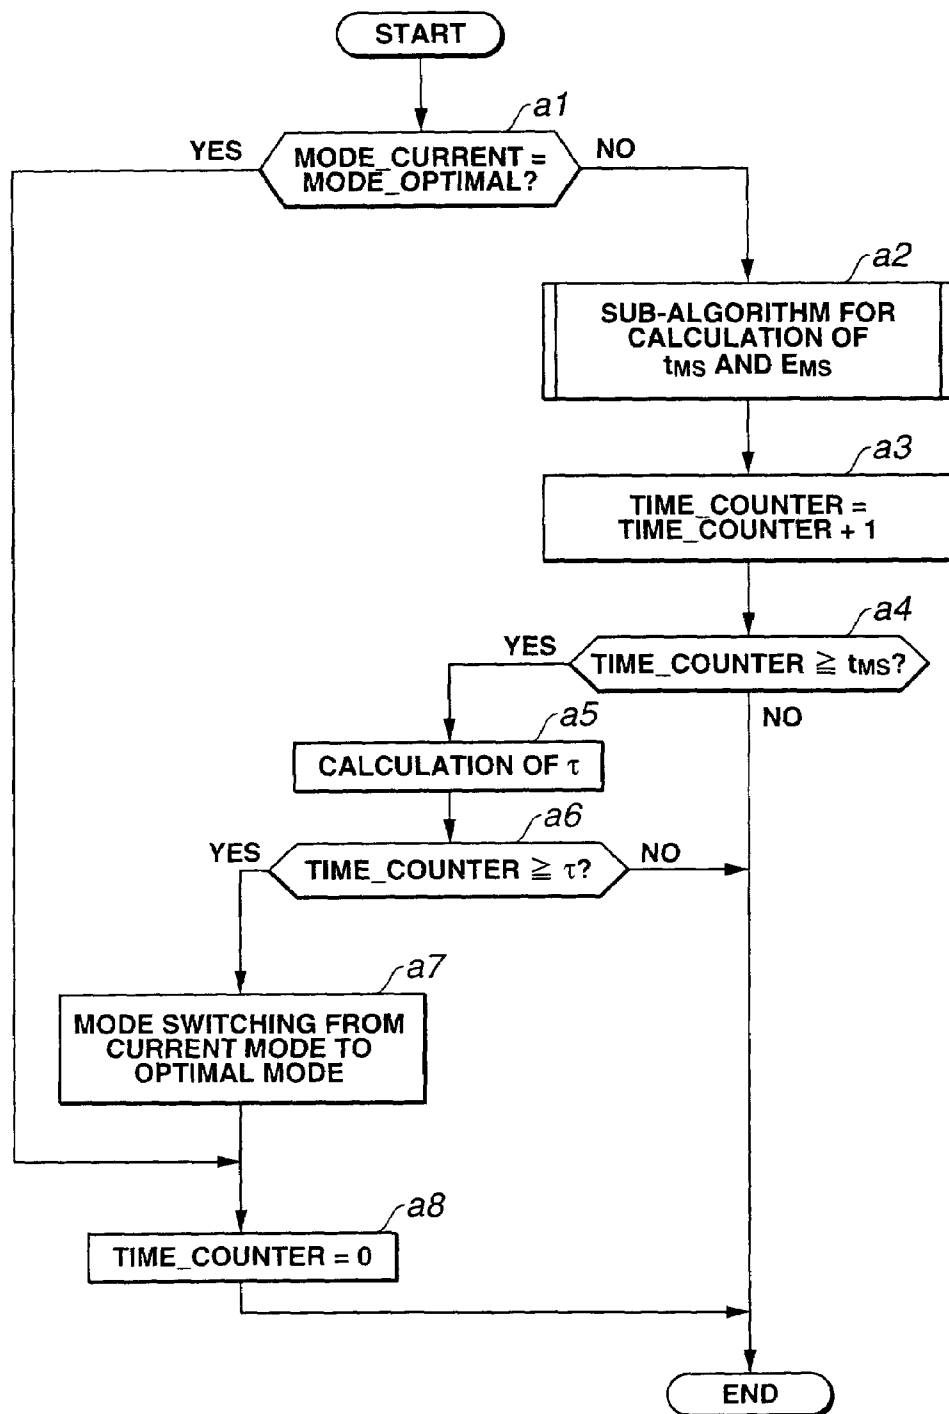 START
a1
YES
MODE_CURRENT =
MODE_OPTIMAL?
NO
a2
SUB-ALGORITHM FOR
CALCULATION OF
tMS AND EMS
a3
TIME_COUNTER =
TIME_COUNTER + 1
a4
YES
TIME_COUNTER ≧ tMS?
NO
a5
CALCULATION OF τ
a6
YES
TIME_COUNTER ≧ τ?
NO
a7
MODE SWITCHING FROM
CURRENT MODE TO
OPTIMAL MODE
a8
TIME_COUNTER = 0
END